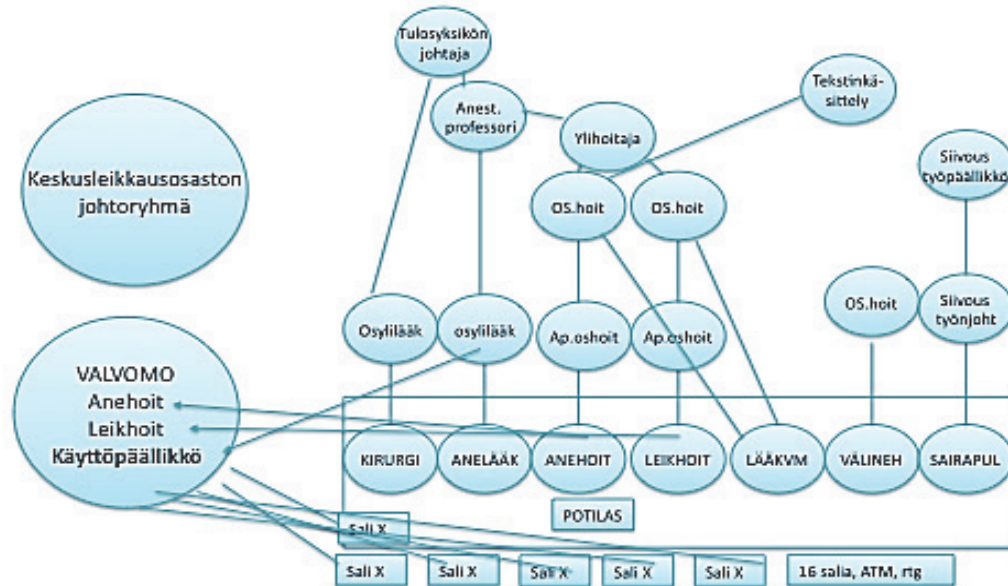 Tulosyksikön
johtaja
Anest.
professori
Ylihoitaja
Tekstinkä-
sittely
Keskusleikkausosaston
johtoryhmä
OS.hoit
OS.hoit
Siivous
työpäällikkö
Osylilääk
osylilääk
Ap.oshoit
Ap.oshoit
OS.hoit
Siivous
työnjoht
VALVOMO
Anehoit
Leikhoit
Käyttöpäällikkö
KIRURGI
ANELÄÄK
ANEHOIT
LEIKHOIT
LÄÄKVM
VÄLINEH
SAIRAPUL
POTILAS
Sali X
Sali X
Sali X
Sali X
Sali X
Sali X
16 salia, ATM, rtg